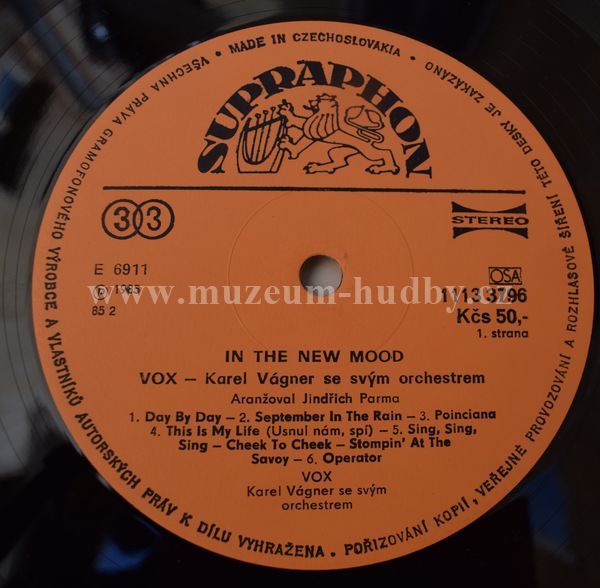 VŠECHNA PRÁVA GRAMOFONOVÉHO VÝROBCE A VLASTNÍKŮ AUTORSKÝCH PRÁV K DÍLU VYHRAŽENA. • POŘIZOVÁNÍ KOPIÍ, VEŘEJNÉ PROVOZOVÁNÍ A ROZHLASOVÉ ŠÍŘENÍ TÉTO DESKY JE ZAKÁZÁNO • MADE IN CZECHOSLOVAKIA •
SUPRAPHON
33
STEREO
E 6911
℗ 1985
85 2
OSA
1113 3796
Kčs 50,-
1. strana
www.muzeum-hudby.cz
IN THE NEW MOOD
VOX – Karel Vágner se svým orchestrem
Aranžoval Jindřich Parma
1. Day By Day – 2. September In The Rain – 3. Poinciana
4. This Is My Life (Usnul nám, spí) – 5. Sing, Sing,
Sing – Cheek To Cheek – Stompin' At The
Savoy – 6. Operator
VOX
Karel Vágner se svým
orchestrem